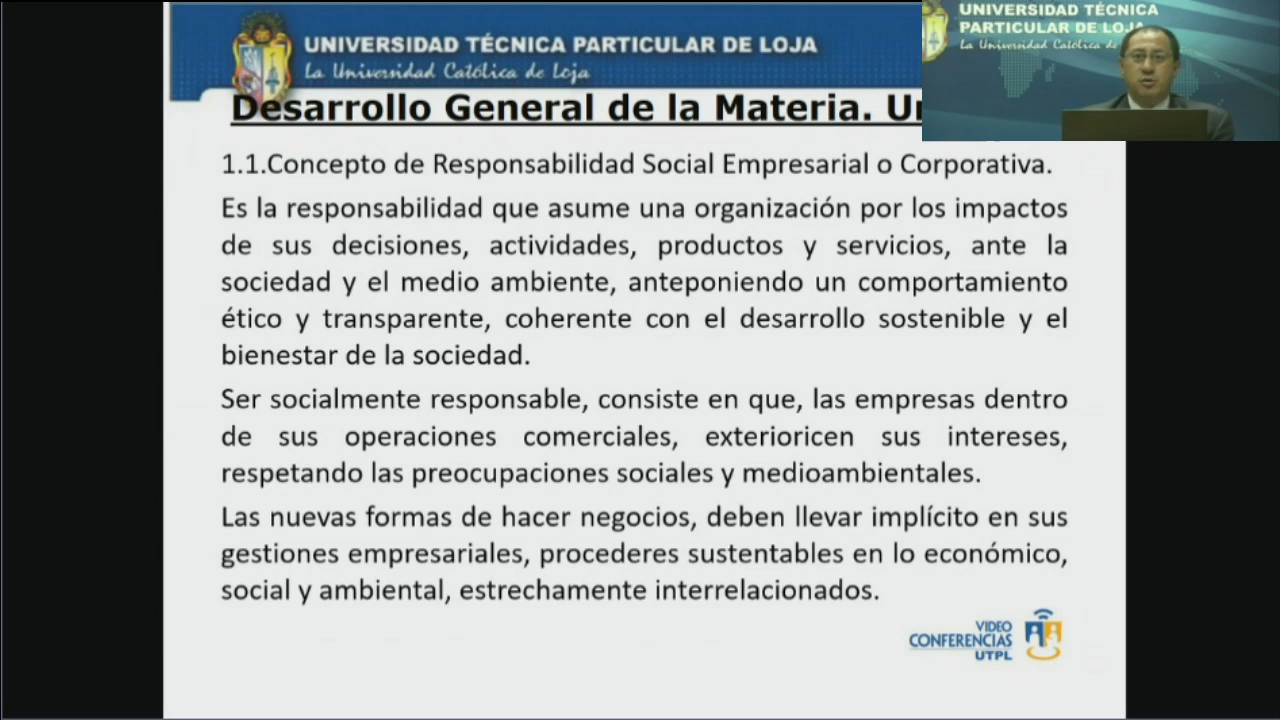 UNIVERSIDAD TÉCNICA PARTICULAR DE LOJA
La Universidad Católica de Loja
UNIVERSIDAD TÉCNICA
PARTICULAR DE LOJA
La Universidad Católica de
Desarrollo General de la Materia.
1.1.Concepto de Responsabilidad Social Empresarial o Corporativa.
Es la responsabilidad que asume una organización por los impactos
de sus decisiones, actividades, productos y servicios, ante la
sociedad y el medio ambiente, anteponiendo un comportamiento
ético y transparente, coherente con el desarrollo sostenible y el
bienestar de la sociedad.
Ser socialmente responsable, consiste en que, las empresas dentro
de sus operaciones comerciales, exterioricen sus intereses,
respetando las preocupaciones sociales y medioambientales.
Las nuevas formas de hacer negocios, deben llevar implícito en sus
gestiones empresariales, procederes sustentables en lo económico,
social y ambiental, estrechamente interrelacionados.
VIDEO
CONFERENCIAS
UTPL